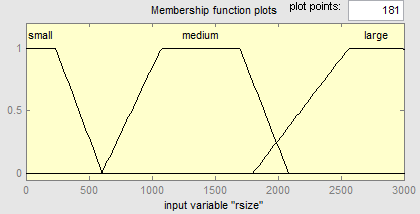 Membership function plots plot points: 181
small medium large
1
0.5
0
0 500 1000 1500 2000 2500 3000
input variable "rsize"